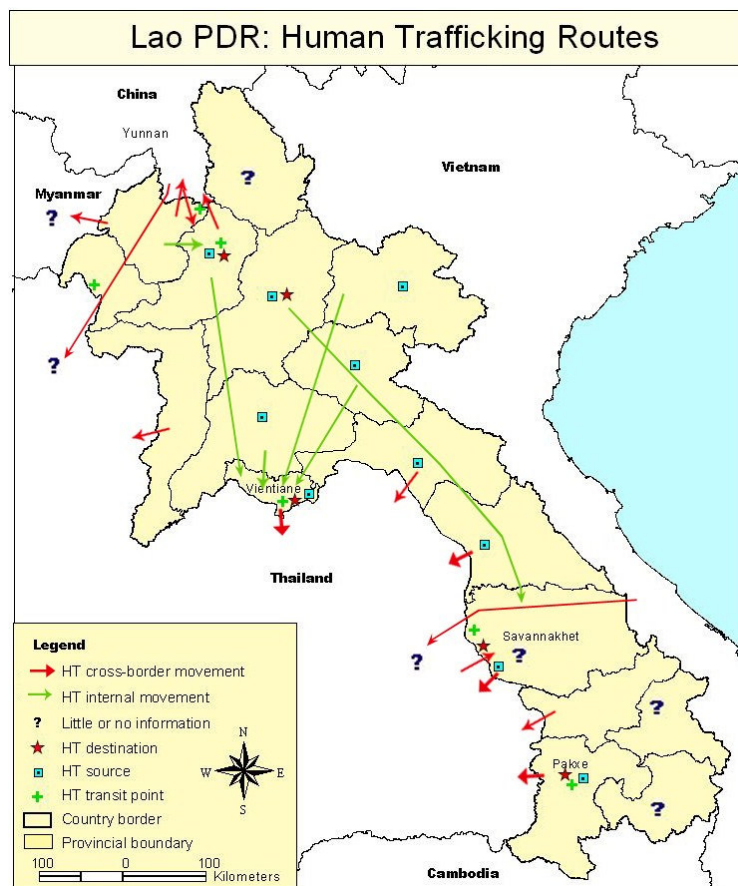 Lao PDR: Human Trafficking Routes
China
Yunnan
Vietnam
?
Myanmar
?
?
Vientiane
Thailand
Savannakhet
?
?
?
Pakxe
?
Cambodia
Legend
HT cross-border movement
HT internal movement
? Little or no information
HT destination
HT source
HT transit point
Country border
Provincial boundary
N
W E
S
100 0 100
Kilometers